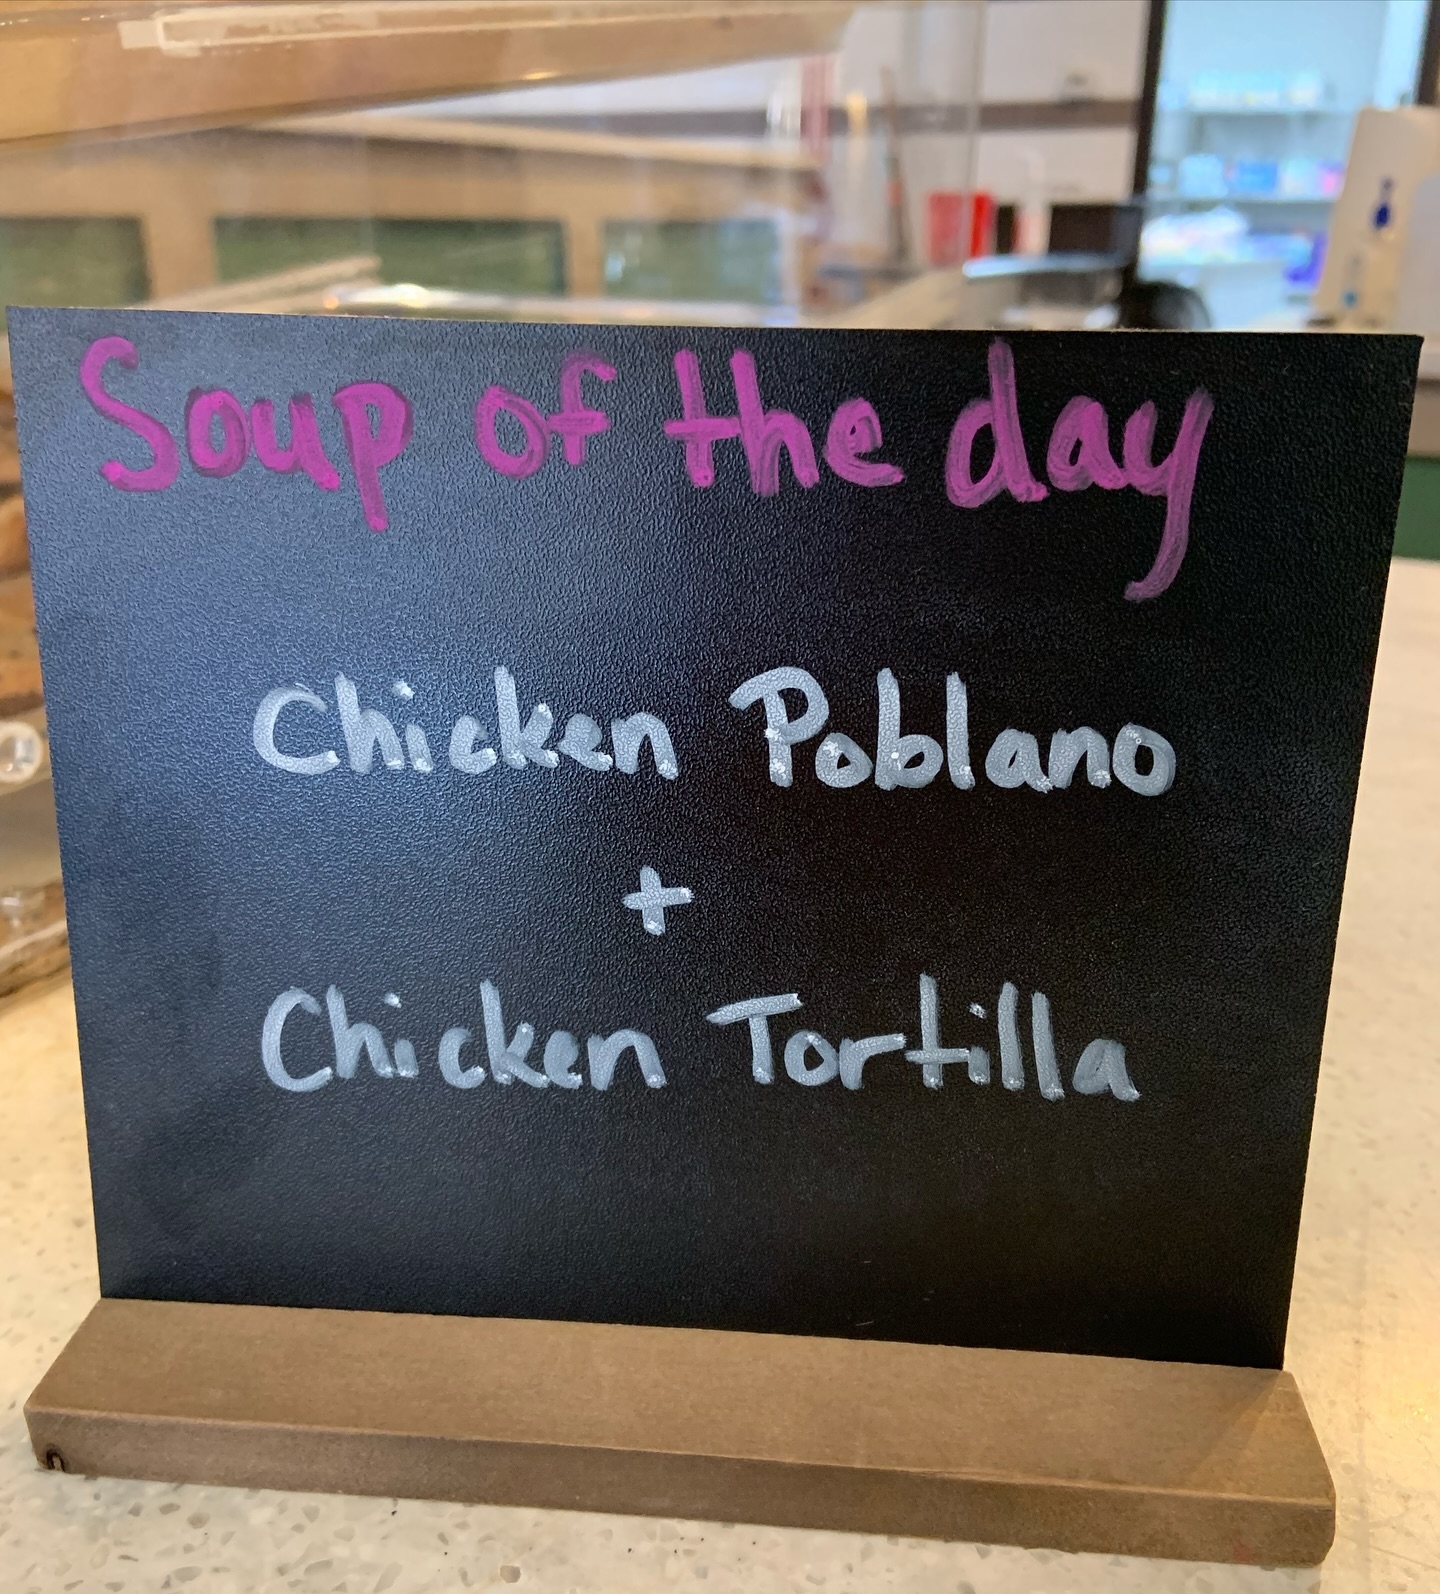 Soup of the day
Chicken Poblano
+
Chicken Tortilla